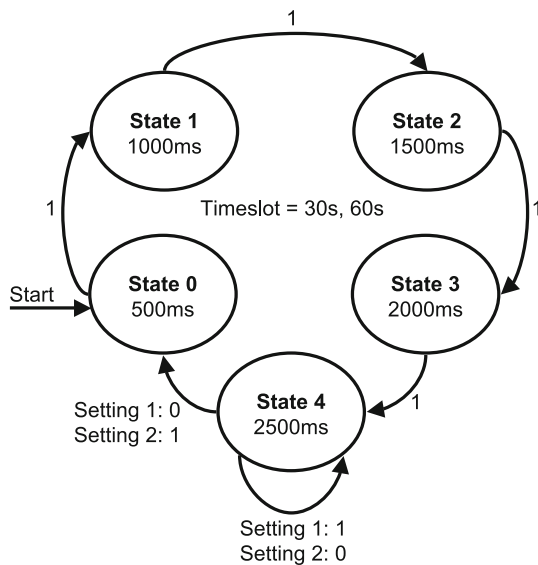 1
State 1
1000ms
State 2
1500ms
1
Timeslot = 30s, 60s
1
Start
State 0
500ms
State 3
2000ms
Setting 1: 0
Setting 2: 1
State 4
2500ms
1
Setting 1: 1
Setting 2: 0